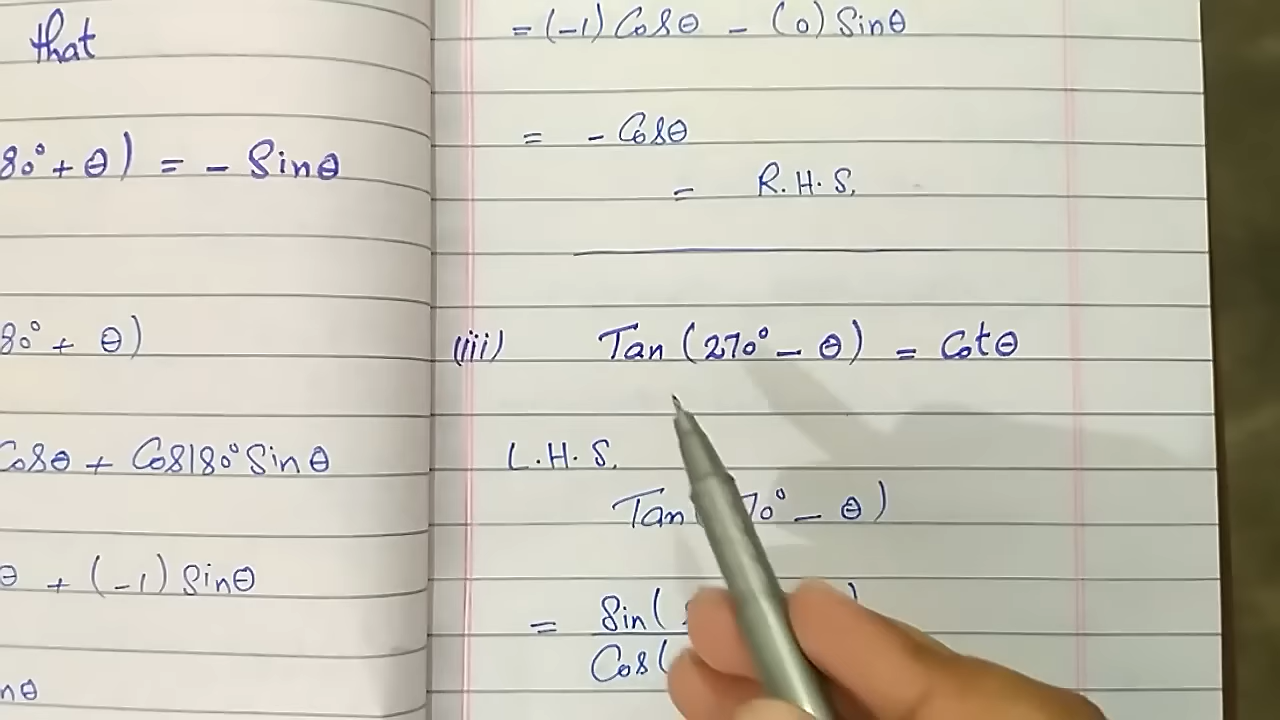 that
80° + θ) = - Sinθ
80° + θ)
Cosθ + Cos180° Sinθ
θ + (-1) Sinθ
nθ
= (-1) Cosθ - (0) Sinθ
= - Cosθ
= R.H.S.
(iii) Tan (270° - θ) = Cotθ
L.H.S.
Tan 70° - θ)
= Sin( )
Cos(